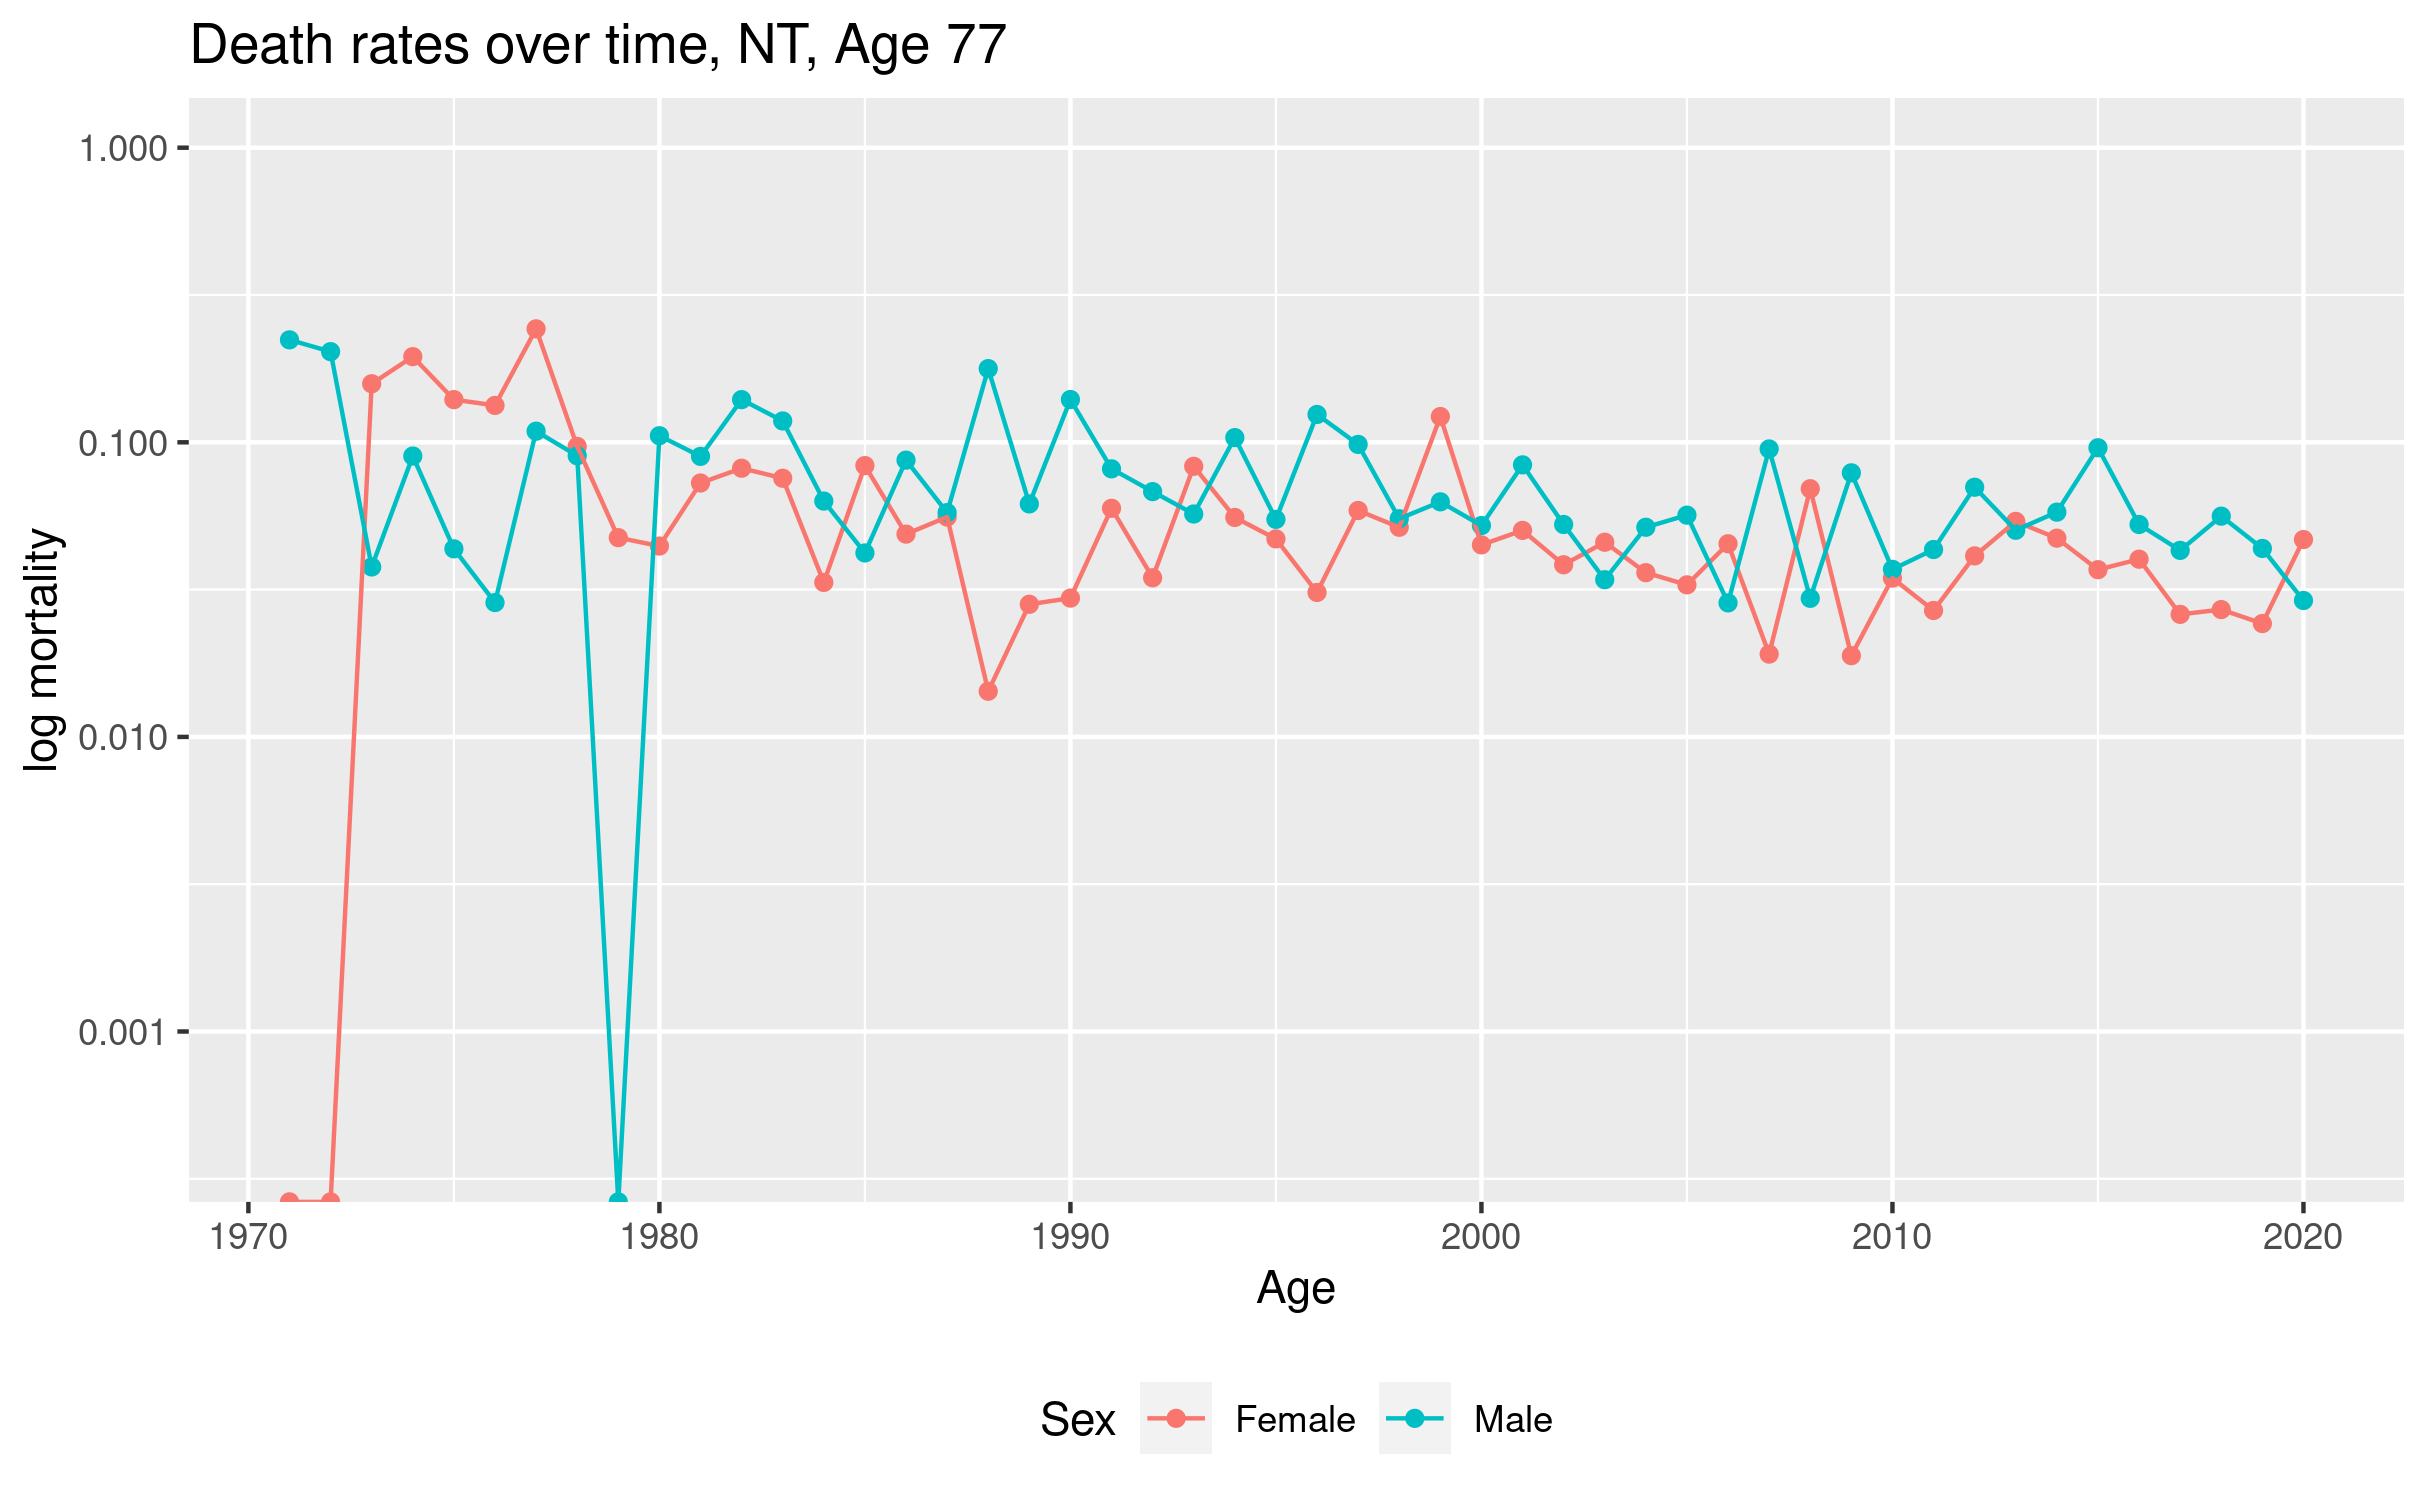 Death rates over time, NT, Age 77
log mortality
1.000
0.100
0.010
0.001
1970 1980 1990 2000 2010 2020
Age
Sex Female Male